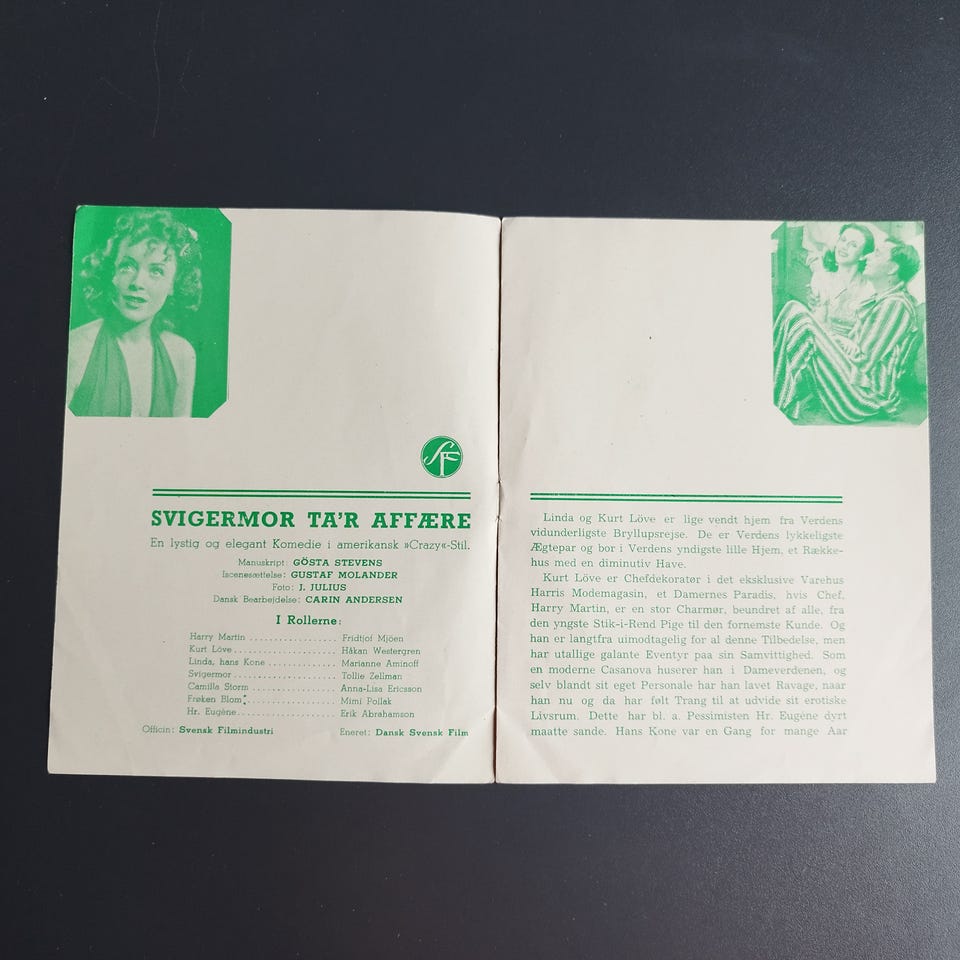 SF
SVIGERMOR TA'R AFFÆRE
En lystig og elegant Komedie i amerikansk »Crazy«-Stil.
Manuskript: GÖSTA STEVENS
Iscenesættelse: GUSTAF MOLANDER
Foto: J. JULIUS
Dansk Bearbejdelse: CARIN ANDERSEN
I Rollerne:
Harry Martin .................... Fridtjof Mjöen
Kurt Löve ....................... Håkan Westergren
Linda, hans Kone ............... Marianne Aminoff
Svigermor ....................... Tollie Zellman
Camilla Storm ................... Anna-Lisa Ericsson
Frøken Blom ..................... Mimi Pollak
Hr. Eugène ...................... Erik Abrahamson
Officin: Svensk Filmindustri Eneret: Dansk Svensk Film
Linda og Kurt Löve er lige vendt hjem fra Verdens
vidunderligste Bryllupsrejse. De er Verdens lykkeligste
Ægtepar og bor i Verdens yndigste lille Hjem, et Række-
hus med en diminutiv Have.
Kurt Löve er Chefdekoratør i det eksklusive Varehus
Harris Modemagasin, et Damernes Paradis, hvis Chef,
Harry Martin, er en stor Charmør, beundret af alle, fra
den yngste Stik-i-Rend Pige til den fornemste Kunde. Og
han er langtfra uimodtagelig for al denne Tilbedelse, men
har utallige galante Eventyr paa sin Samvittighed. Som
en moderne Casanova huserer han i Dameverdenen, og
selv blandt sit eget Personale har han lavet Ravage, naar
han nu og da har følt Trang til at udvide sit erotiske
Livsrum. Dette har bl. a. Pessimisten Hr. Eugène dyrt
maatte sande. Hans Kone var en Gang for mange Aar